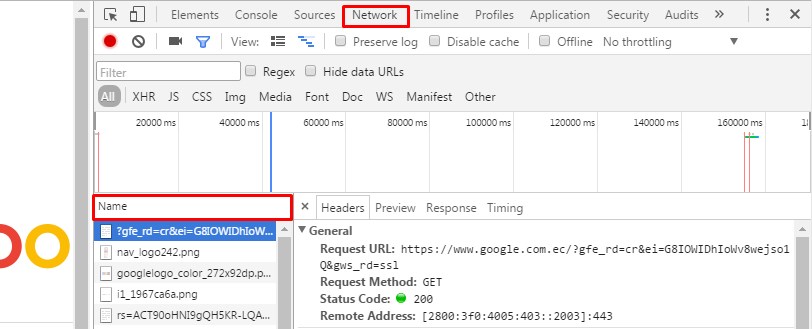 Elements Console Sources Network Timeline Profiles Application Security Audits
View: Preserve log Disable cache Offline No throttling
Filter Regex Hide data URLs
All XHR JS CSS Img Media Font Doc WS Manifest Other
20000 ms 40000 ms 60000 ms 80000 ms 100000 ms 120000 ms 140000 ms 160000 ms
Name
Headers Preview Response Timing
?gfe_rd=cr&ei=G8IOWIDhIoW...
nav_logo242.png
googlelogo_color_272x92dp.p...
i1_1967ca6a.png
rs=ACT90oHNI9gQH5KR-LQA...
General
Request URL: https://www.google.com.ec/?gfe_rd=cr&ei=G8IOWIDhIoWv8wejso1
Q&gws_rd=ssl
Request Method: GET
Status Code: 200
Remote Address: [2800:3f0:4005:403::2003]:443